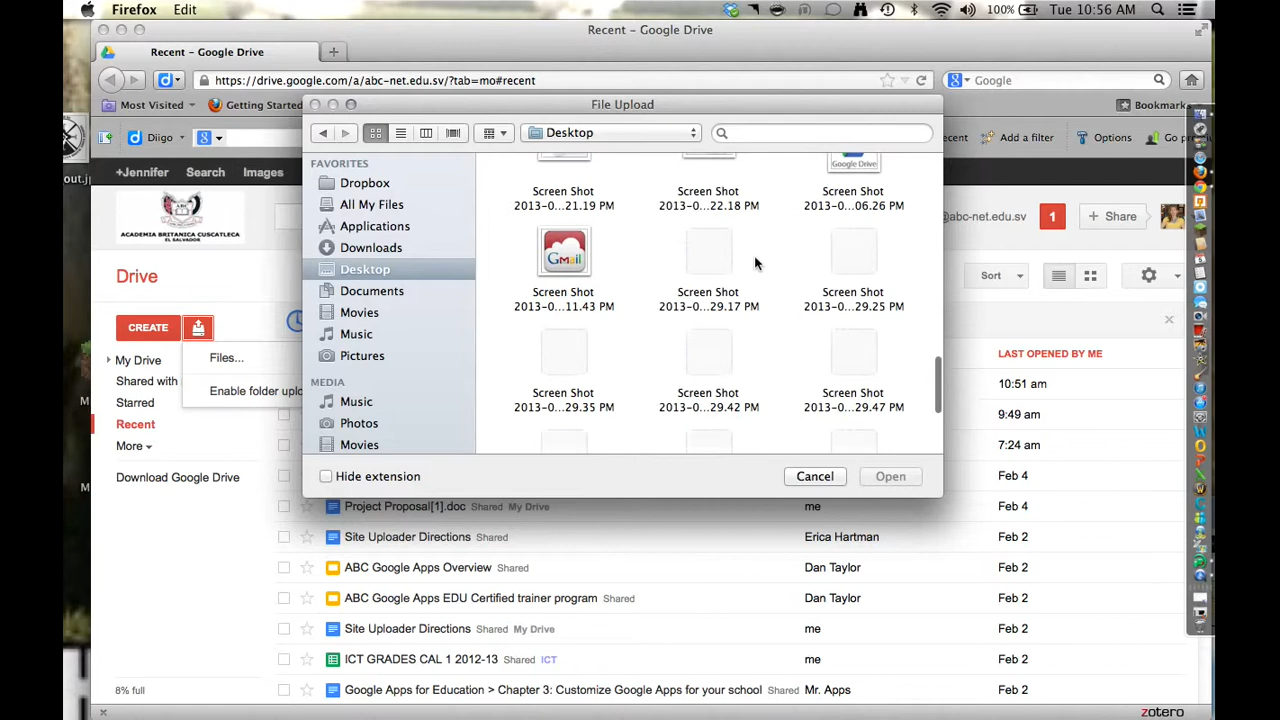 Firefox Edit 100% Tue 10:56 AM
Recent - Google Drive
Recent - Google Drive
https://drive.google.com/a/abc-net.edu.sv/?tab=mo#recent Google
Most Visited Getting Started Bookmark
File Upload
Diigo Desktop Add a filter Options
+Jennifer Search Images
FAVORITES
Dropbox
All My Files
Applications
Downloads
Desktop
Documents
Movies
Music
Pictures
MEDIA
Music
Photos
Movies
Google Drive
Screen Shot Screen Shot Screen Shot
2013-0...21.19 PM 2013-0...22.18 PM 2013-0...06.26 PM
Gmail
Screen Shot Screen Shot Screen Shot
2013-0...11.43 PM 2013-0...29.17 PM 2013-0...29.25 PM
Screen Shot Screen Shot Screen Shot
2013-0...29.35 PM 2013-0...29.42 PM 2013-0...29.47 PM
Hide extension Cancel Open
ACADEMIA BRITANICA CUSCATLECA
EL SALVADOR
@abc-net.edu.sv 1 + Share
Drive Sort
CREATE
Files...
Enable folder uplo
My Drive
Shared with
Starred
Recent
More
Download Google Drive
8% full
LAST OPENED BY ME
10:51 am
9:49 am
7:24 am
Feb 4
Project Proposal[1].doc Shared My Drive me Feb 4
Site Uploader Directions Shared Erica Hartman Feb 2
ABC Google Apps Overview Shared Dan Taylor Feb 2
ABC Google Apps EDU Certified trainer program Shared Dan Taylor Feb 2
Site Uploader Directions Shared My Drive me Feb 2
ICT GRADES CAL 1 2012-13 Shared ICT me Feb 2
Google Apps for Education > Chapter 3: Customize Google Apps for your school Shared Mr. Apps Feb 2
zotero